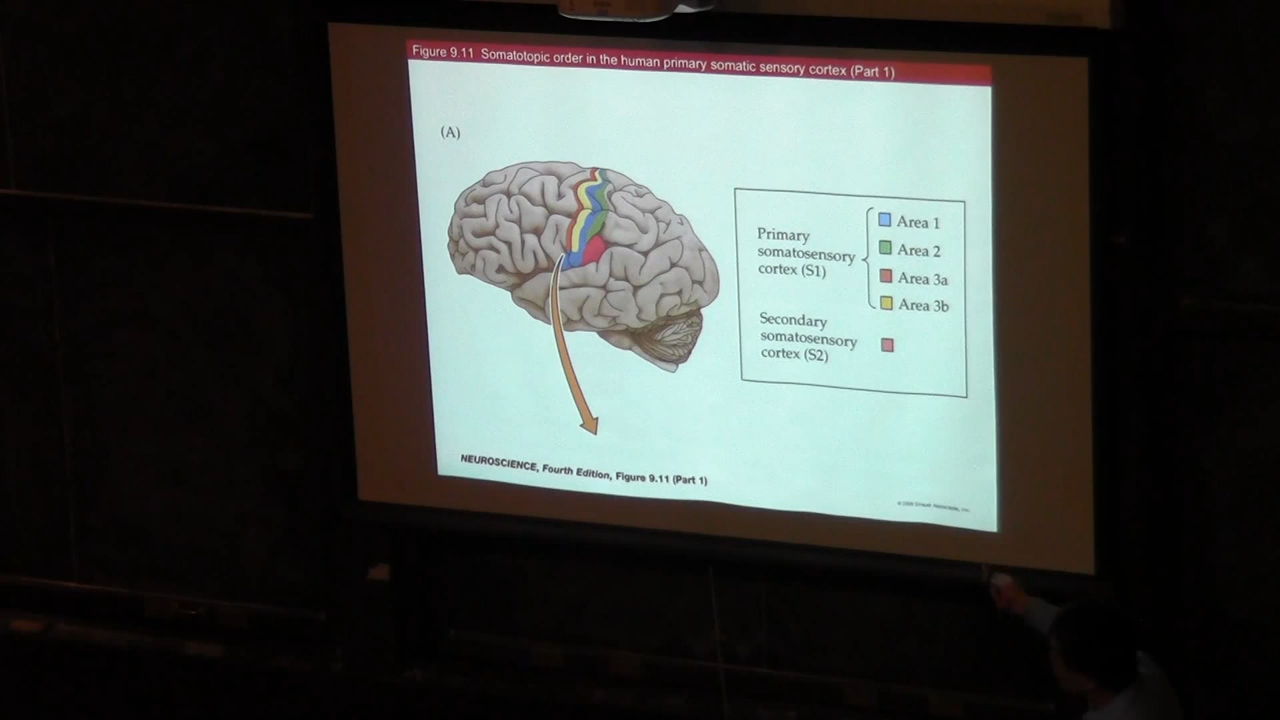 Figure 9.11 Somatotopic order in the human primary somatic sensory cortex (Part 1)
(A)
Primary
somatosensory
cortex (S1)
Area 1
Area 2
Area 3a
Area 3b
Secondary
somatosensory
cortex (S2)
NEUROSCIENCE, Fourth Edition, Figure 9.11 (Part 1)